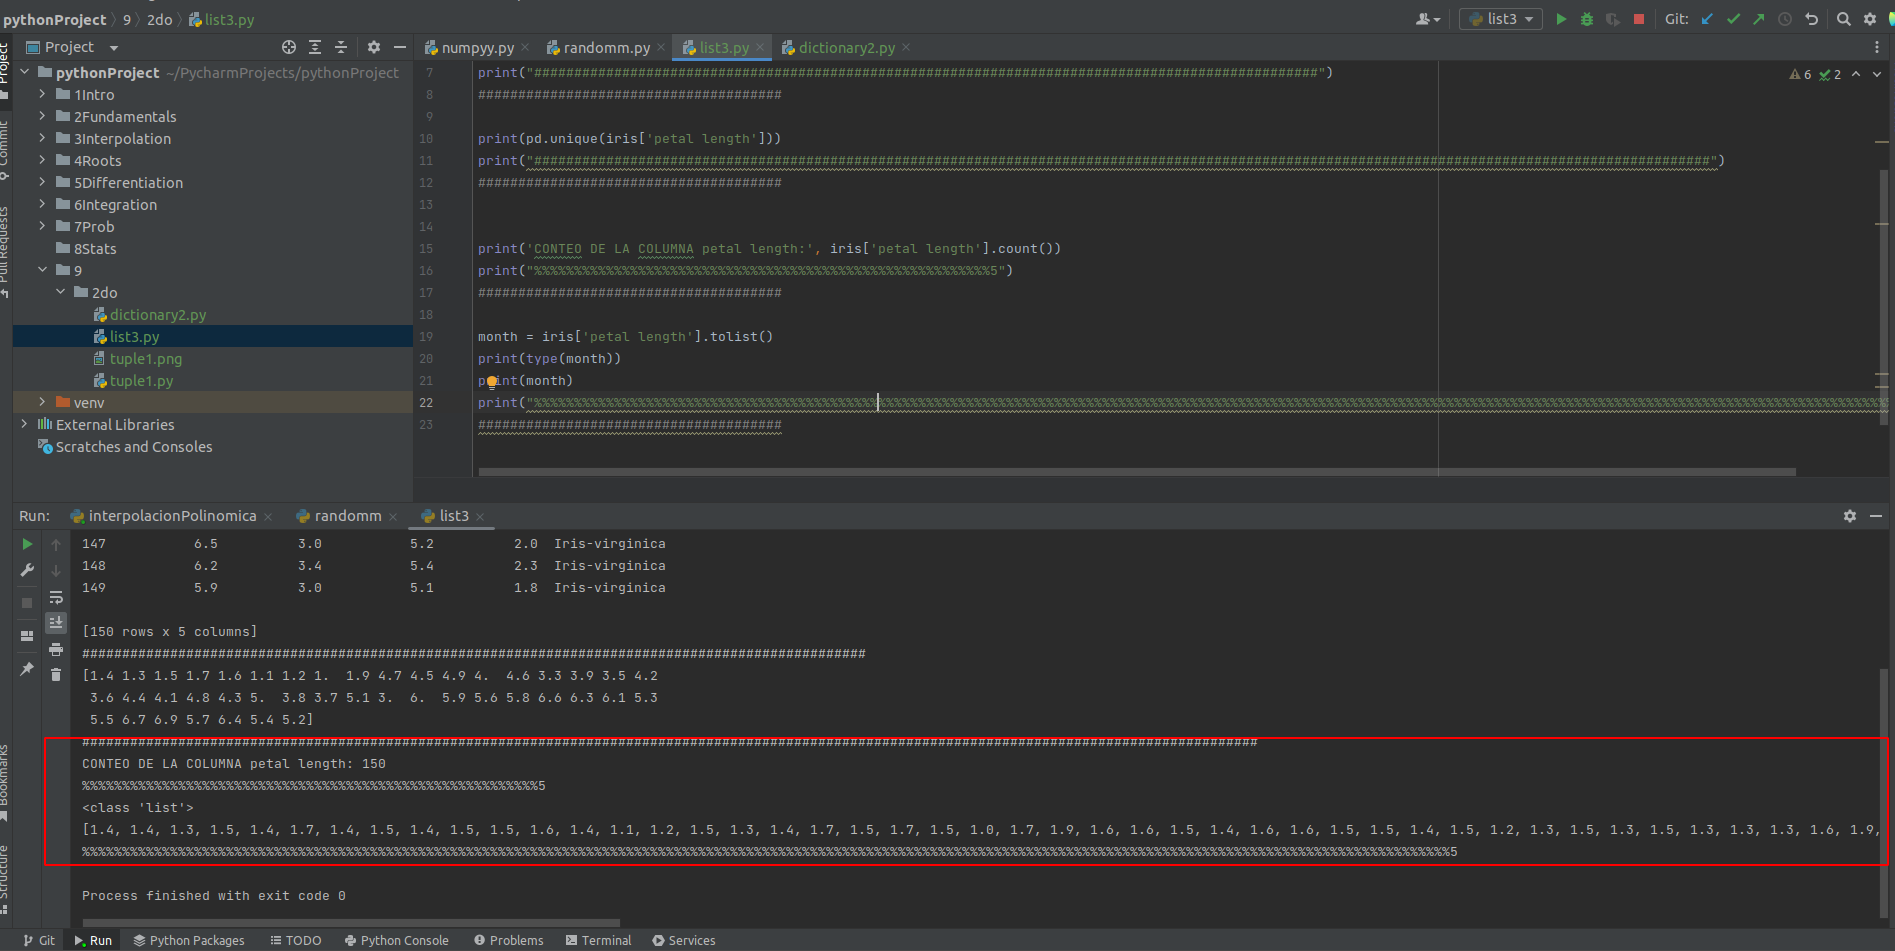 pythonProject 9 2do list3.py
list3
Git:
Project
numpyy.py
randomm.py
list3.py
dictionary2.py
Project
Commit
Pull Requests
Bookmarks
Structure
pythonProject ~/PycharmProjects/pythonProject
1Intro
2Fundamentals
3Interpolation
4Roots
5Differentiation
6Integration
7Prob
8Stats
9
2do
dictionary2.py
list3.py
tuple1.png
tuple1.py
venv
External Libraries
Scratches and Consoles
6 2
7 print("##################################################################################################")
8 ######################################
9
10 print(pd.unique(iris['petal length']))
11 print("###################################################################################################################################################")
12 ######################################
13
14
15 print('CONTEO DE LA COLUMNA petal length:', iris['petal length'].count())
16 print("%%%%%%%%%%%%%%%%%%%%%%%%%%%%%%%%%%%%%%%%%%%%%%%%%%%%%%%%%5")
17 ######################################
18
19 month = iris['petal length'].tolist()
20 print(type(month))
21 print(month)
22 print("%%%%%%%%%%%%%%%%%%%%%%%%%%%%%%%%%%%%%%%%%%%%%%%%%%%%%%%%%%%%%%%%%%%%%%%%%%%%%%%%%%%%%%%%%%%%%%%%%%%%%%%%%%%%%%%%%%%%%%%%%%%%%%%%%%%%%%%%%%%%%%%%%%%%%%%%%%%%%%%%%%%%%%%%%
23 ######################################
Run: interpolacionPolinomica randomm list3
147 6.5 3.0 5.2 2.0 Iris-virginica
148 6.2 3.4 5.4 2.3 Iris-virginica
149 5.9 3.0 5.1 1.8 Iris-virginica
[150 rows x 5 columns]
##################################################################################################
[1.4 1.3 1.5 1.7 1.6 1.1 1.2 1. 1.9 4.7 4.5 4.9 4. 4.6 3.3 3.9 3.5 4.2
3.6 4.4 4.1 4.8 4.3 5. 3.8 3.7 5.1 3. 6. 5.9 5.6 5.8 6.6 6.3 6.1 5.3
5.5 6.7 6.9 5.7 6.4 5.4 5.2]
###################################################################################################################################################
CONTEO DE LA COLUMNA petal length: 150
%%%%%%%%%%%%%%%%%%%%%%%%%%%%%%%%%%%%%%%%%%%%%%%%%%%%%%%%%5
<class 'list'>
[1.4, 1.4, 1.3, 1.5, 1.4, 1.7, 1.4, 1.5, 1.4, 1.5, 1.5, 1.6, 1.4, 1.1, 1.2, 1.5, 1.3, 1.4, 1.7, 1.5, 1.7, 1.5, 1.0, 1.7, 1.9, 1.6, 1.6, 1.5, 1.4, 1.6, 1.6, 1.5, 1.5, 1.4, 1.5, 1.2, 1.3, 1.5, 1.3, 1.5, 1.3, 1.3, 1.3, 1.6, 1.9,
%%%%%%%%%%%%%%%%%%%%%%%%%%%%%%%%%%%%%%%%%%%%%%%%%%%%%%%%%%%%%%%%%%%%%%%%%%%%%%%%%%%%%%%%%%%%%%%%%%%%%%%%%%%%%%%%%%%%%%%%%%%%%%%%%%%%%%%%%%%%%%%%%%%%%%%%%%%%%%%%%%%%%%%%%5
Process finished with exit code 0
Git Run Python Packages TODO Python Console Problems Terminal Services